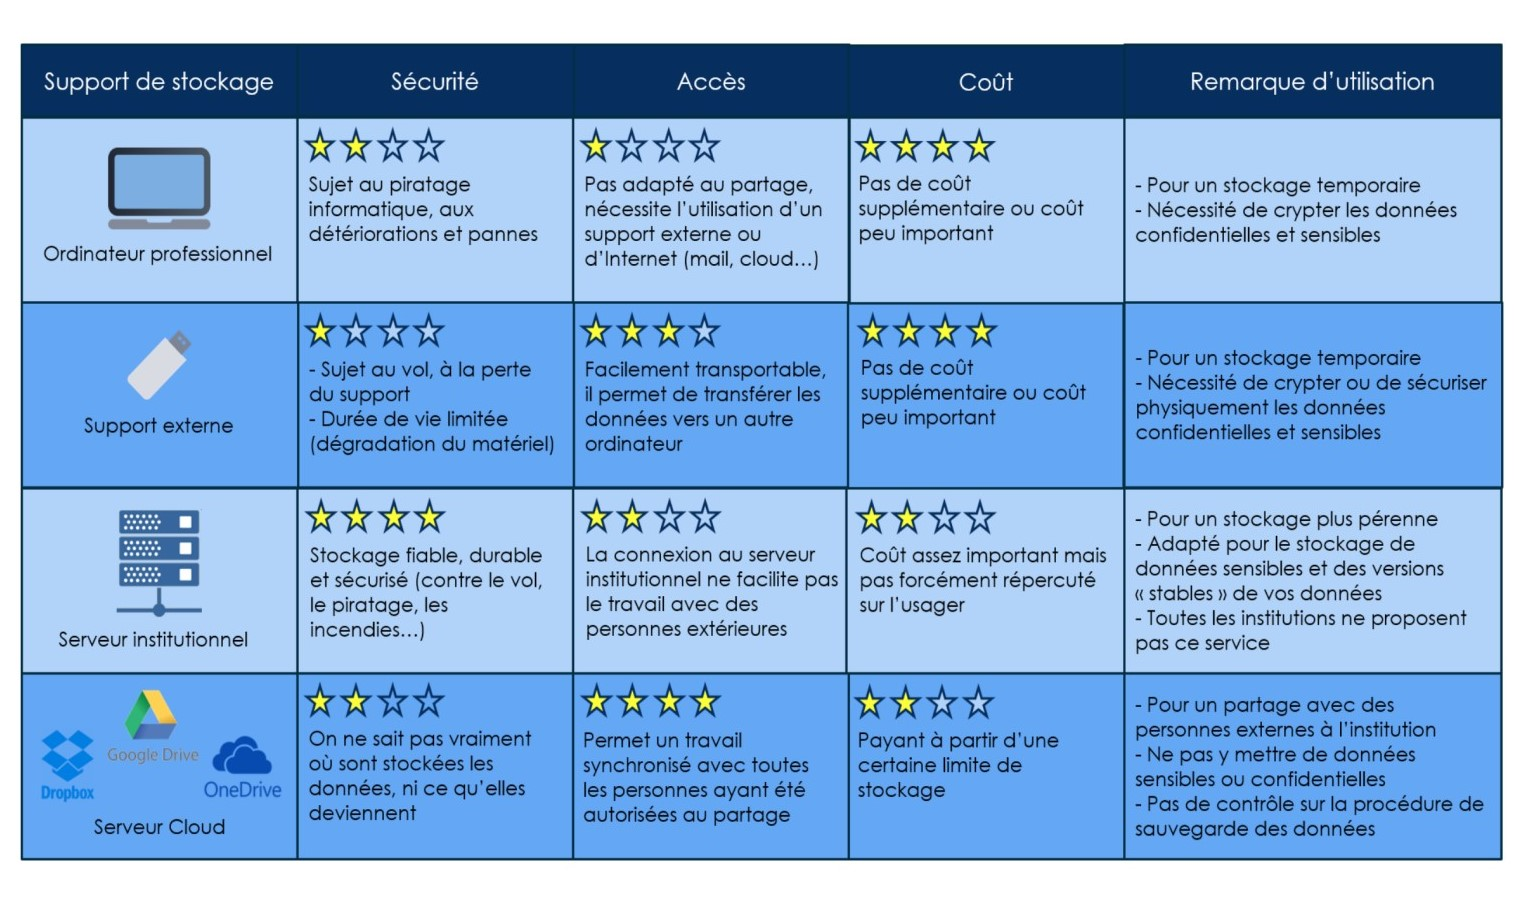 Support de stockage
Sécurité
Accès
Coût
Remarque d’utilisation
Ordinateur professionnel
Sujet au piratage
informatique, aux
détériorations et pannes
Pas adapté au partage,
nécessite l’utilisation d’un
support externe ou
d’Internet (mail, cloud…)
Pas de coût
supplémentaire ou coût
peu important
- Pour un stockage temporaire
- Nécessité de crypter les données
confidentielles et sensibles
Support externe
- Sujet au vol, à la perte
du support
- Durée de vie limitée
(dégradation du matériel)
Facilement transportable,
il permet de transférer les
données vers un autre
ordinateur
Pas de coût
supplémentaire ou coût
peu important
- Pour un stockage temporaire
- Nécessité de crypter ou de sécuriser
physiquement les données
confidentielles et sensibles
Serveur institutionnel
Stockage fiable, durable
et sécurisé (contre le vol,
le piratage, les
incendies…)
La connexion au serveur
institutionnel ne facilite pas
le travail avec des
personnes extérieures
Coût assez important mais
pas forcément répercuté
sur l’usager
- Pour un stockage plus pérenne
- Adapté pour le stockage de
données sensibles et des versions
« stables » de vos données
- Toutes les institutions ne proposent
pas ce service
Google Drive
Dropbox
OneDrive
Serveur Cloud
On ne sait pas vraiment
où sont stockées les
données, ni ce qu’elles
deviennent
Permet un travail
synchronisé avec toutes
les personnes ayant été
autorisées au partage
Payant à partir d’une
certaine limite de
stockage
- Pour un partage avec des
personnes externes à l’institution
- Ne pas y mettre de données
sensibles ou confidentielles
- Pas de contrôle sur la procédure de
sauvegarde des données